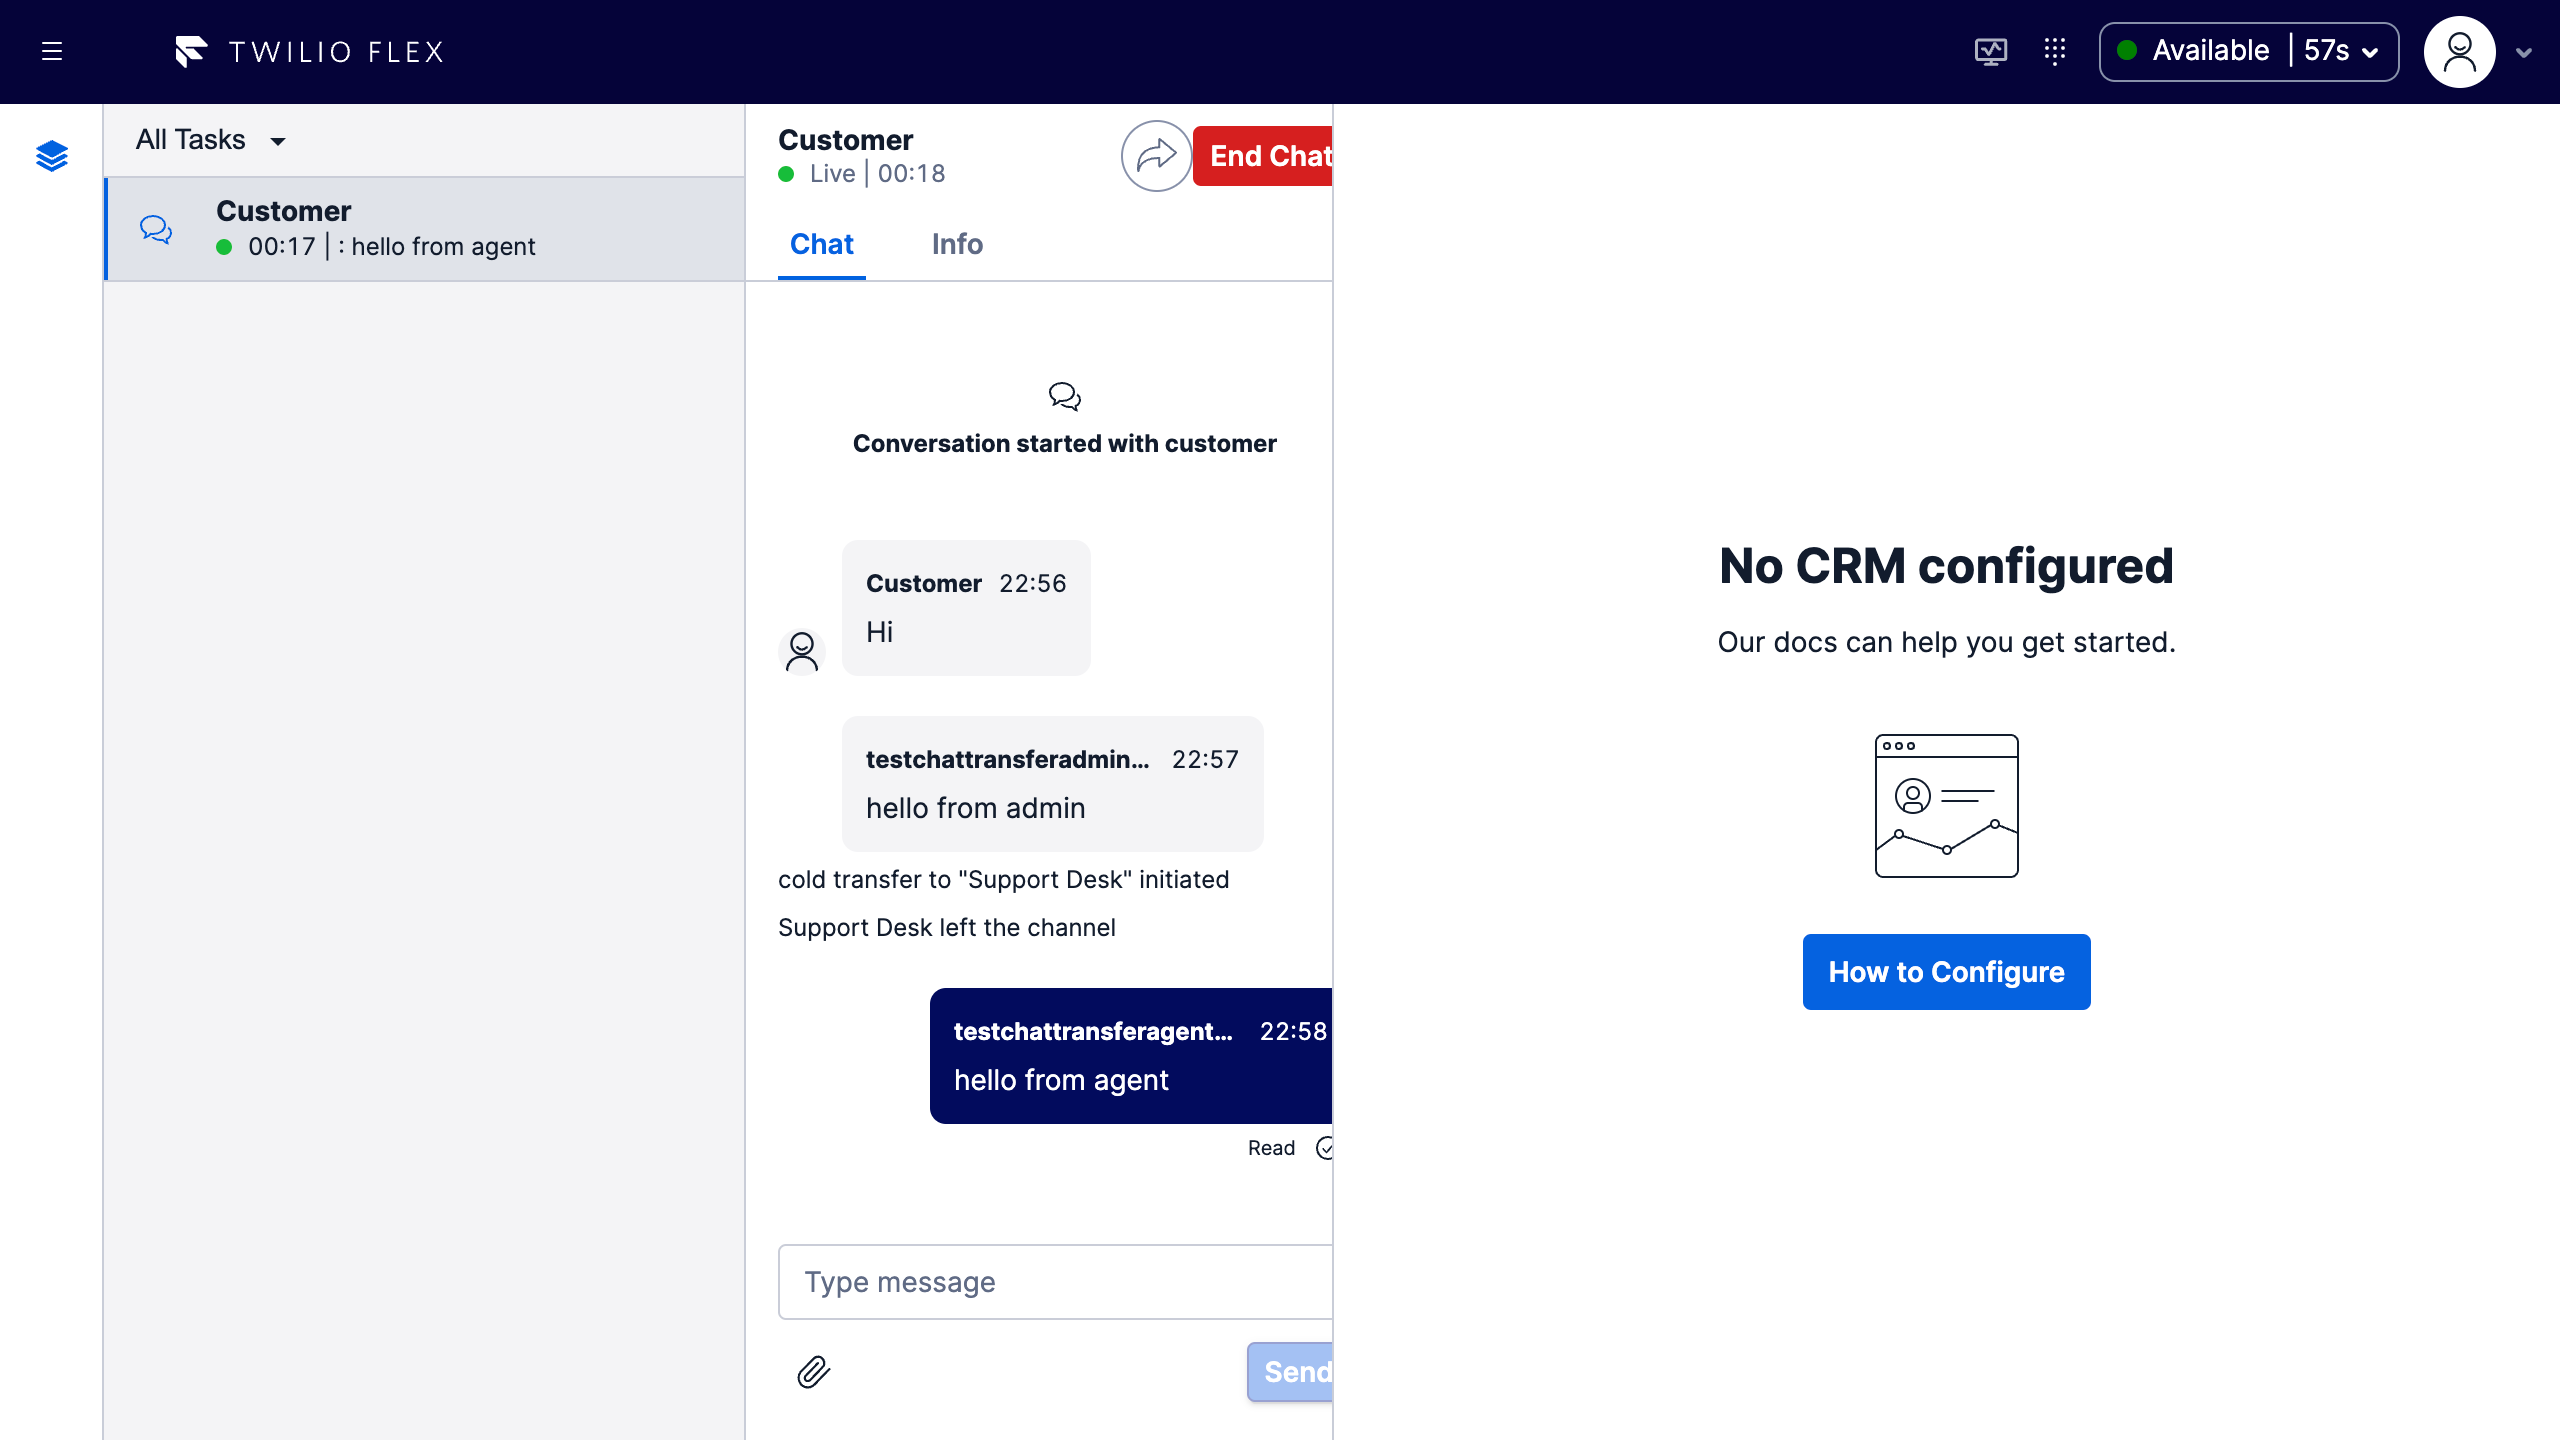 TWILIO FLEX
Available | 57s
All Tasks
Customer
00:17 | : hello from agent
Customer
Live | 00:18
End Chat
Chat
Info
Conversation started with customer
Customer 22:56
Hi
testchattransferadmin... 22:57
hello from admin
cold transfer to "Support Desk" initiated
Support Desk left the channel
testchattransferagent... 22:58
hello from agent
Read
Type message
Send
No CRM configured
Our docs can help you get started.
How to Configure